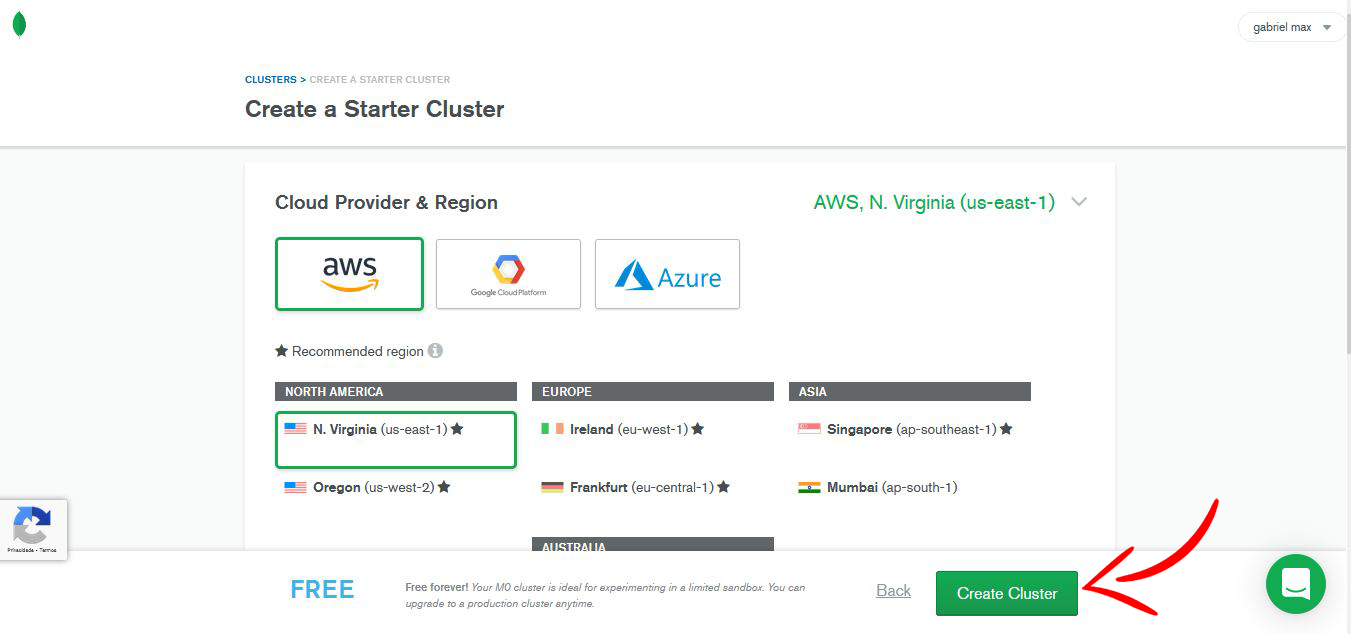 gabriel max
CLUSTERS > CREATE A STARTER CLUSTER
Create a Starter Cluster
Cloud Provider & Region
AWS, N. Virginia (us-east-1)
aws
Google Cloud Platform
Azure
Recommended region
NORTH AMERICA
EUROPE
ASIA
N. Virginia (us-east-1)
Ireland (eu-west-1)
Singapore (ap-southeast-1)
Oregon (us-west-2)
Frankfurt (eu-central-1)
Mumbai (ap-south-1)
Privacidade - Termos
AUSTRALIA
FREE
Free forever! Your M0 cluster is ideal for experimenting in a limited sandbox. You can
upgrade to a production cluster anytime.
Back
Create Cluster